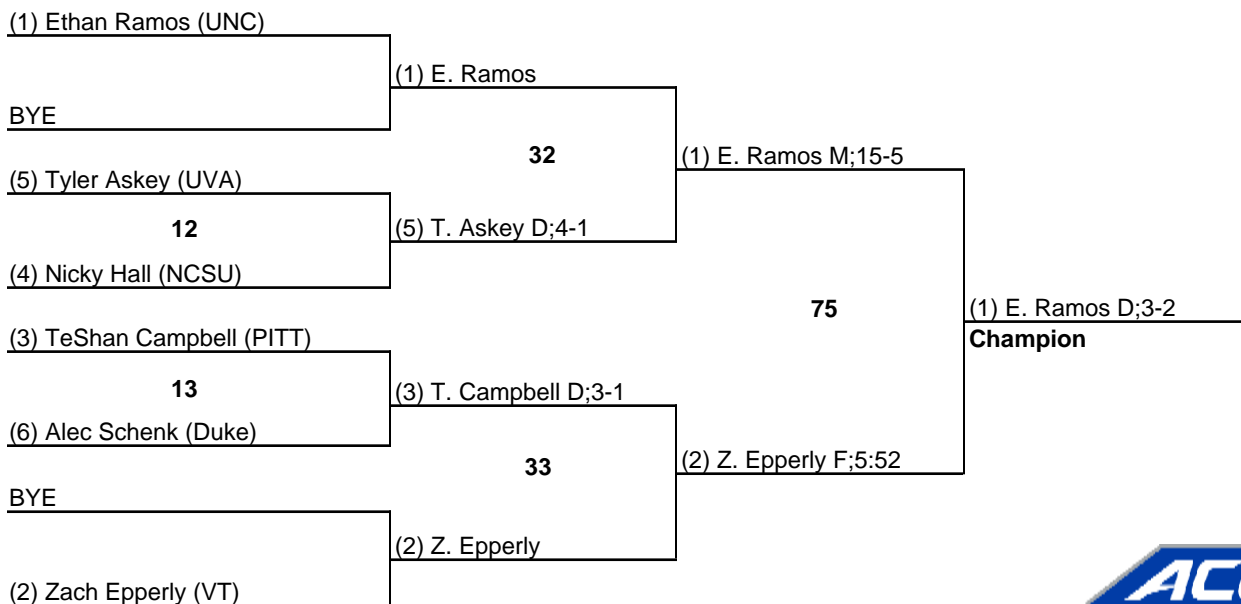 (1) Ethan Ramos (UNC)
(1) E. Ramos
BYE
32
(1) E. Ramos M;15-5
(5) Tyler Askey (UVA)
12
(5) T. Askey D;4-1
(4) Nicky Hall (NCSU)
75
(1) E. Ramos D;3-2
Champion
(3) TeShan Campbell (PITT)
13
(3) T. Campbell D;3-1
(6) Alec Schenk (Duke)
33
(2) Z. Epperly F;5:52
BYE
(2) Z. Epperly
(2) Zach Epperly (VT)
ACC